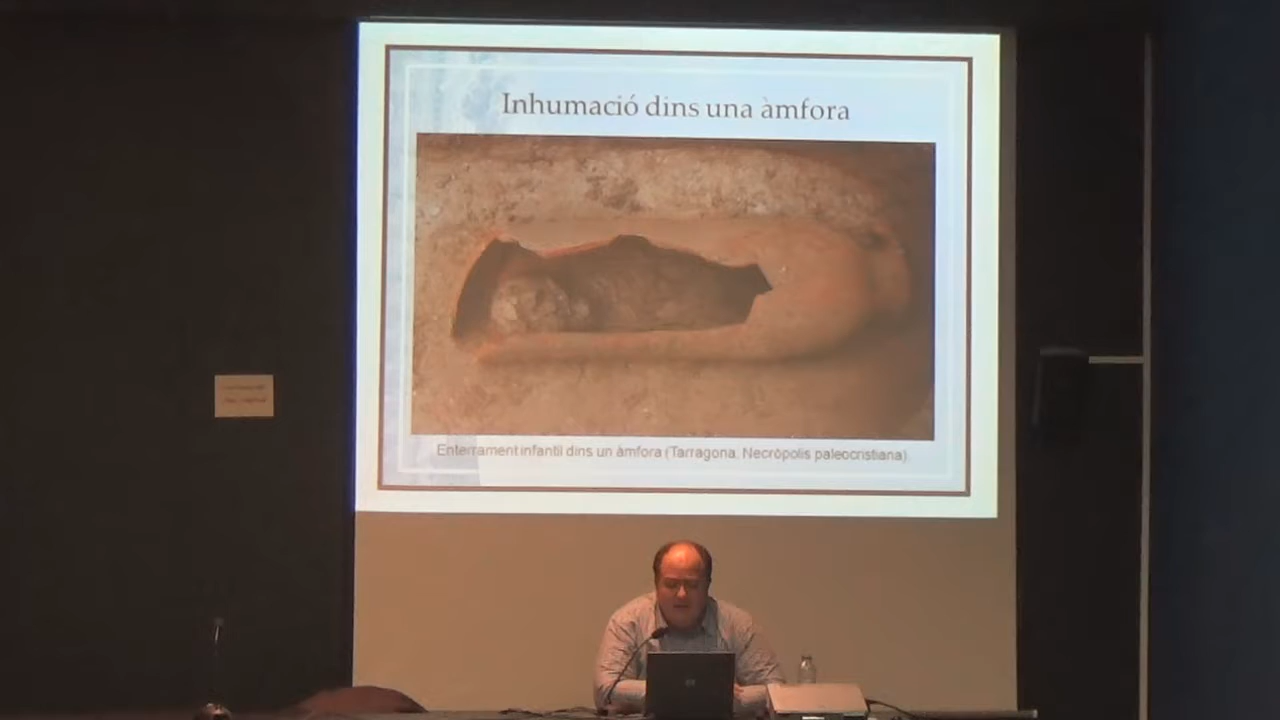 Inhumació dins una àmfora
Enterrament infantil dins un àmfora (Tarragona. Necròpolis paleocristiana)